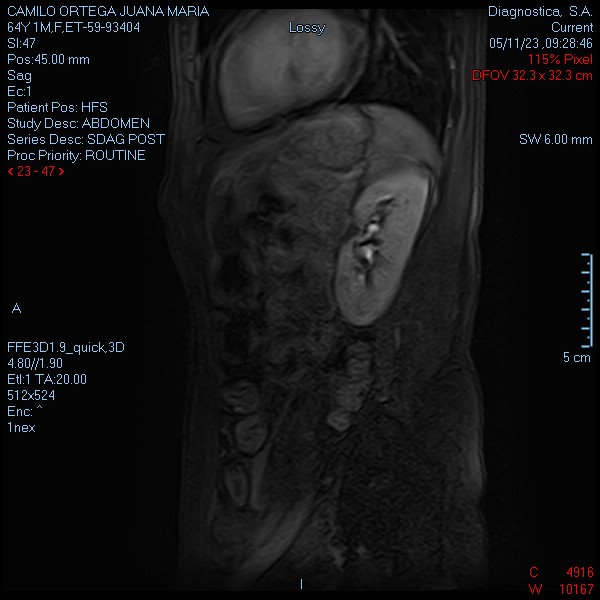 CAMILO ORTEGA JUANA MARIA
64Y 1M,F,ET-59-93404
Sl:47
Pos:45.00 mm
Sag
Ec:1
Patient Pos: HFS
Study Desc: ABDOMEN
Series Desc: SDAG POST
Proc Priority: ROUTINE
< 23 - 47 >
Lossy
Diagnostica, S.A.
Current
05/11/23 ,09:28:46
115% Pixel
DFOV 32.3 x 32.3 cm
SW 6.00 mm
A
5 cm
FFE3D1.9_quick,3D
4.80//1.90
Etl:1 TA:20.00
512x524
Enc: ^
1nex
I
C 4916
W 10167